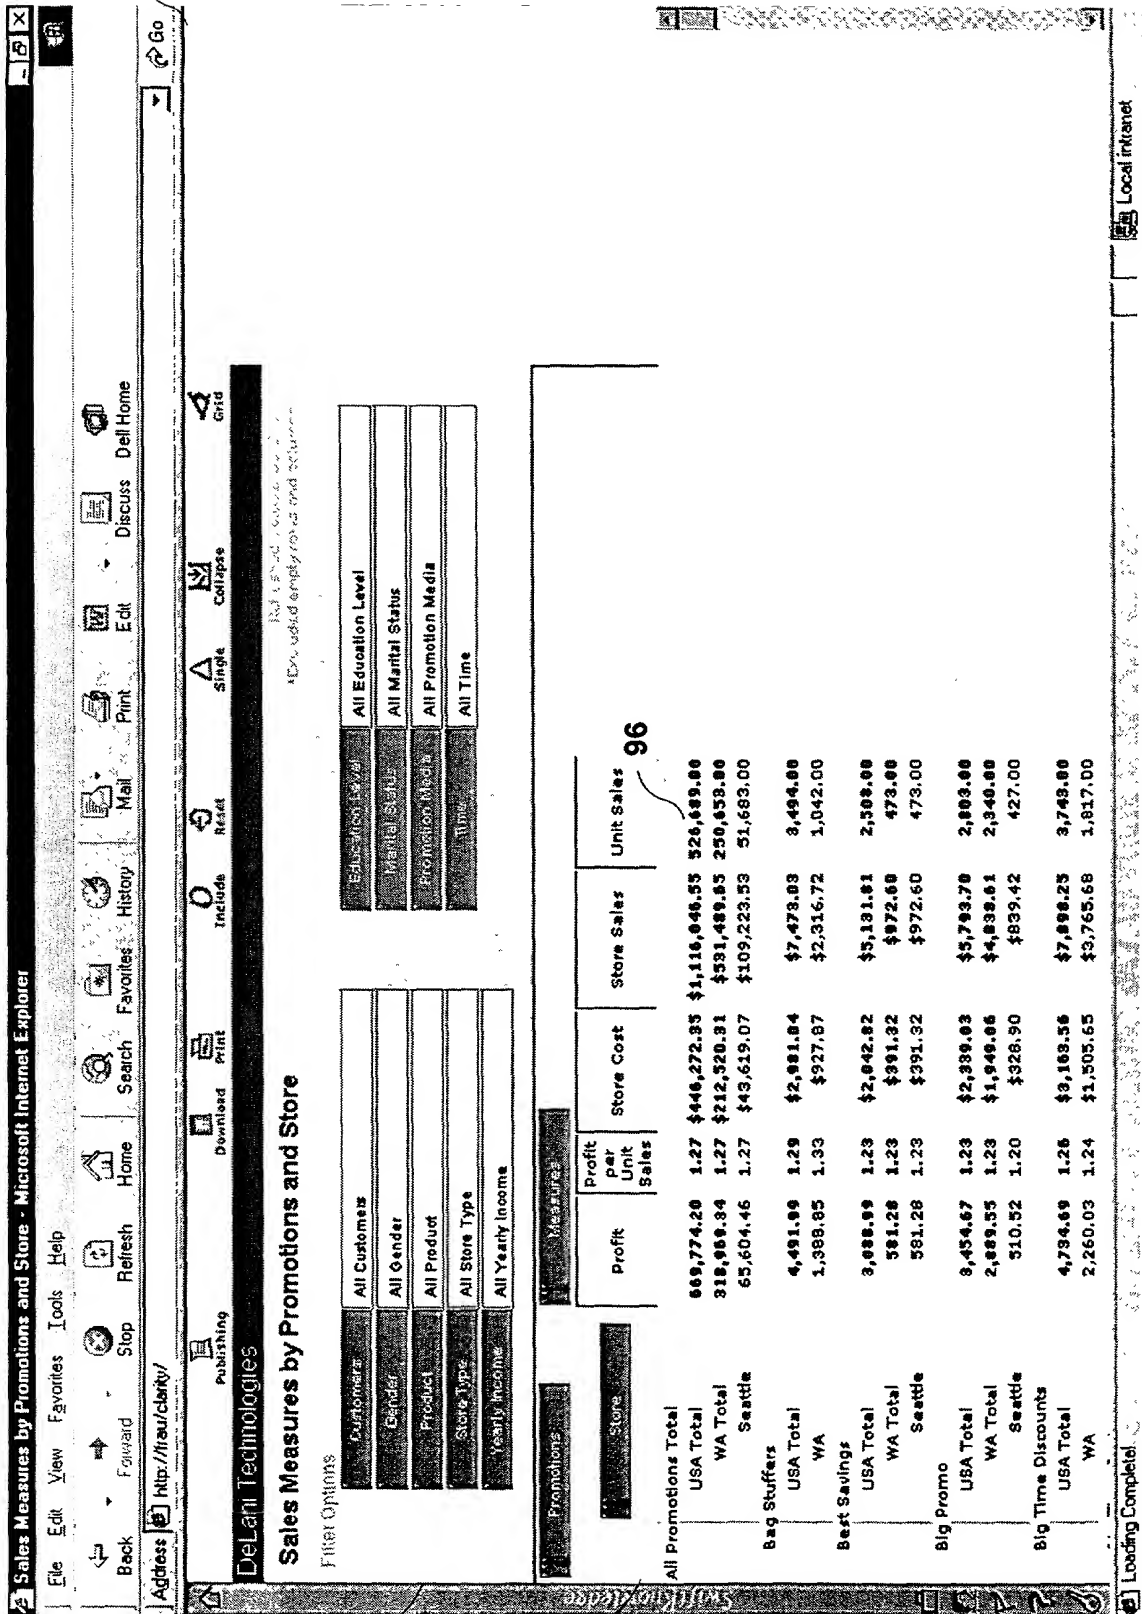 Sales Measures by Promotions and Store - Microsoft Internet Explorer
File Edit View Favorites Tools Help
Back Forward Stop Refresh Home Search Favorites History Mail Print Edit Discuss Dell Home
Address http://frau/clarity/ Go
Publishing Download Print Include Reset Single Collapse Grid
DeLani Technologies
Sales Measures by Promotions and Store
*Excluded empty rows and columns
Filter Options
Customers All Customers Education Level All Education Level
Gender All Gender Marital Status All Marital Status
Product All Product Promotion Media All Promotion Media
Store Type All Store Type Time All Time
Yearly Income All Yearly Income
Promotions Measures
Store Profit Profit per Unit Sales Store Cost Store Sales Unit Sales
96
All Promotions Total
USA Total 669,774.20 1.27 $446,272.35 $1,116,046.55 526,689.00
WA Total 318,969.34 1.27 $212,520.31 $531,489.65 250,658.00
Seattle 65,604.46 1.27 $43,619.07 $109,223.53 51,683.00
Bag Stuffers
USA Total 4,491.99 1.29 $2,981.04 $7,473.03 3,494.00
WA 1,388.85 1.33 $927.87 $2,316.72 1,042.00
Best Savings
USA Total 3,088.99 1.23 $2,042.82 $5,131.81 2,508.00
WA Total 581.28 1.23 $391.32 $972.60 473.00
Seattle 581.28 1.23 $391.32 $972.60 473.00
Big Promo
USA Total 3,454.67 1.23 $2,339.03 $5,793.70 2,803.00
WA Total 2,889.55 1.23 $1,949.06 $4,838.61 2,340.00
Seattle 510.52 1.20 $328.90 $839.42 427.00
Big Time Discounts
USA Total 4,734.69 1.26 $3,163.56 $7,898.25 3,743.00
WA 2,260.03 1.24 $1,505.65 $3,765.68 1,817.00
SwiftKnowledge
Loading Complete! Local intranet